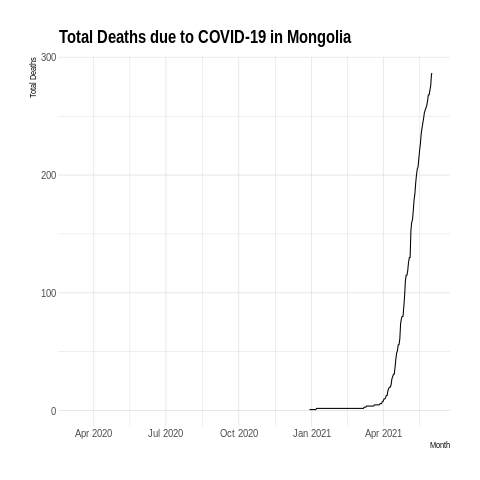 Total Deaths due to COVID-19 in Mongolia
Total Deaths
300
200
100
0
Apr 2020 Jul 2020 Oct 2020 Jan 2021 Apr 2021
Month